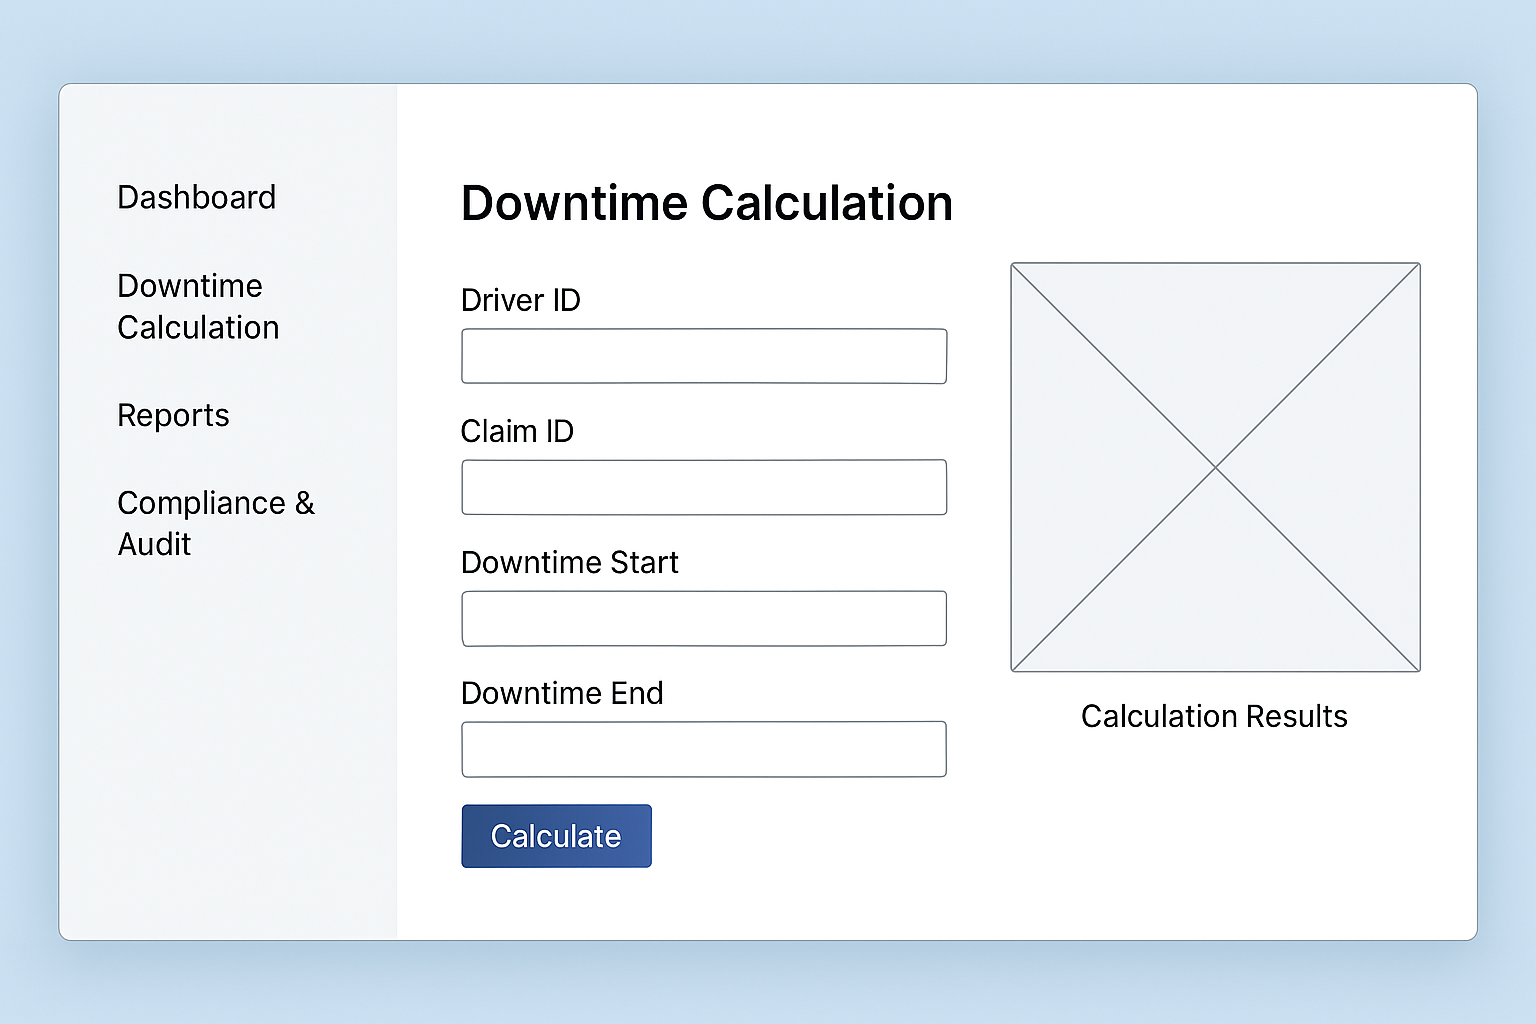 Dashboard
Downtime
Calculation
Reports
Compliance &
Audit
Downtime Calculation
Driver ID
Claim ID
Downtime Start
Downtime End
Calculate
Calculation Results